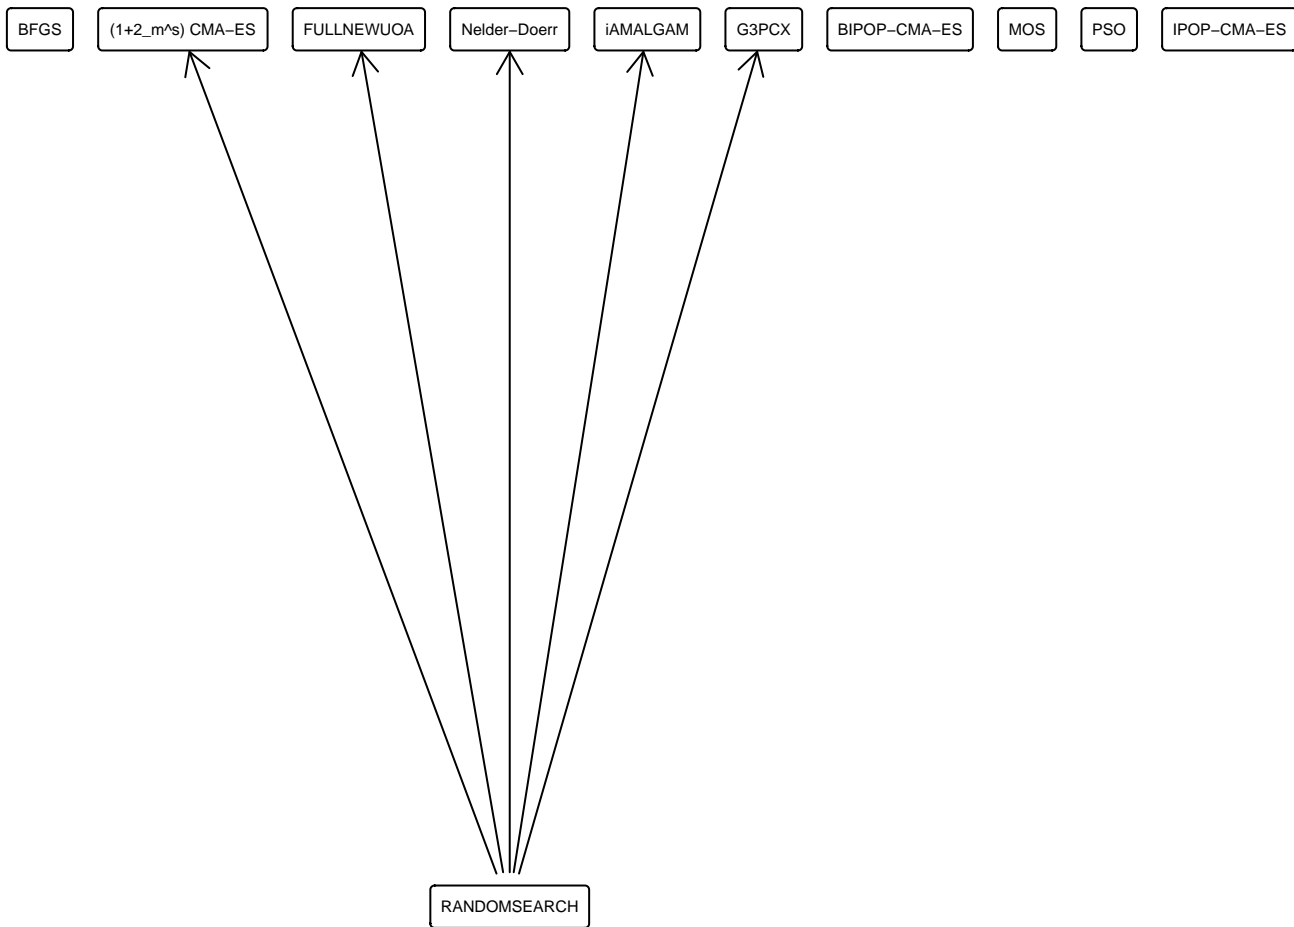 BFGS
(1+2_m^s) CMA−ES
FULLNEWUOA
Nelder−Doerr
iAMALGAM
G3PCX
BIPOP−CMA−ES
MOS
PSO
IPOP−CMA−ES
RANDOMSEARCH